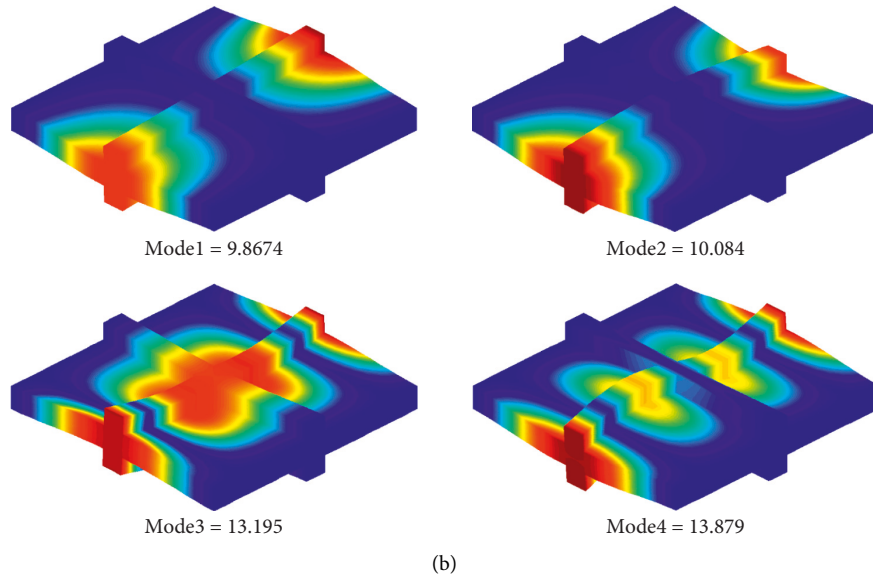 Mode1 = 9.8674
Mode2 = 10.084
Mode3 = 13.195
Mode4 = 13.879
(b)